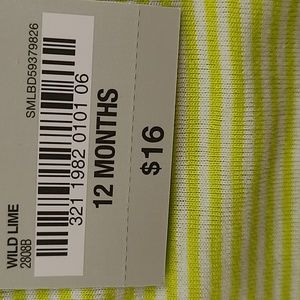 SMLBD59379826
WILD LIME
2808B
321 1982 0101 06
12 MONTHS
$16